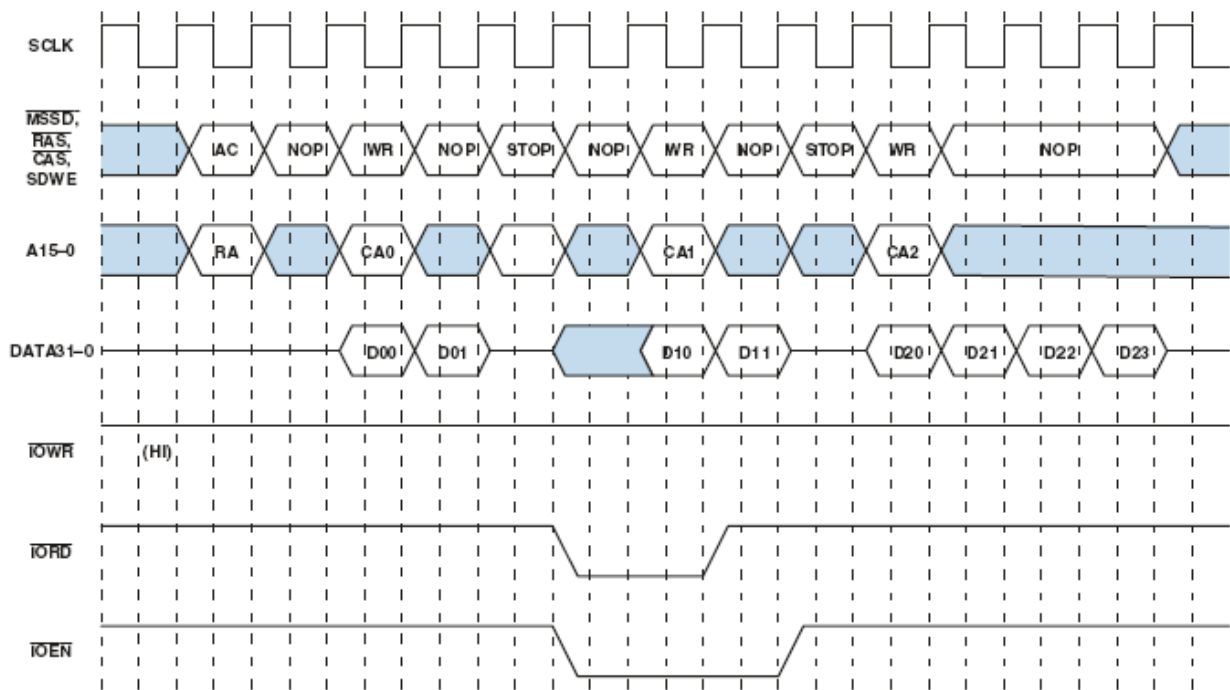 SCLK
MSSD,
RAS,
CAS,
SDWE
AC NOP WR NOP STOP NOP WR NOP STOP WR NOP
A15–0
RA CA0 CA1 CA2
DATA31–0
D00 D01 D10 D11 D20 D21 D22 D23
IOWR
(HI)
IORD
IOEN